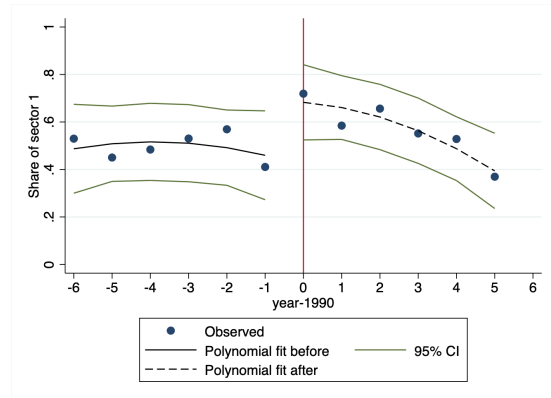 Share of sector 1
1
.8
.6
.4
.2
0
-6 -5 -4 -3 -2 -1 0 1 2 3 4 5 6
year-1990
Observed
Polynomial fit before 95% CI
Polynomial fit after